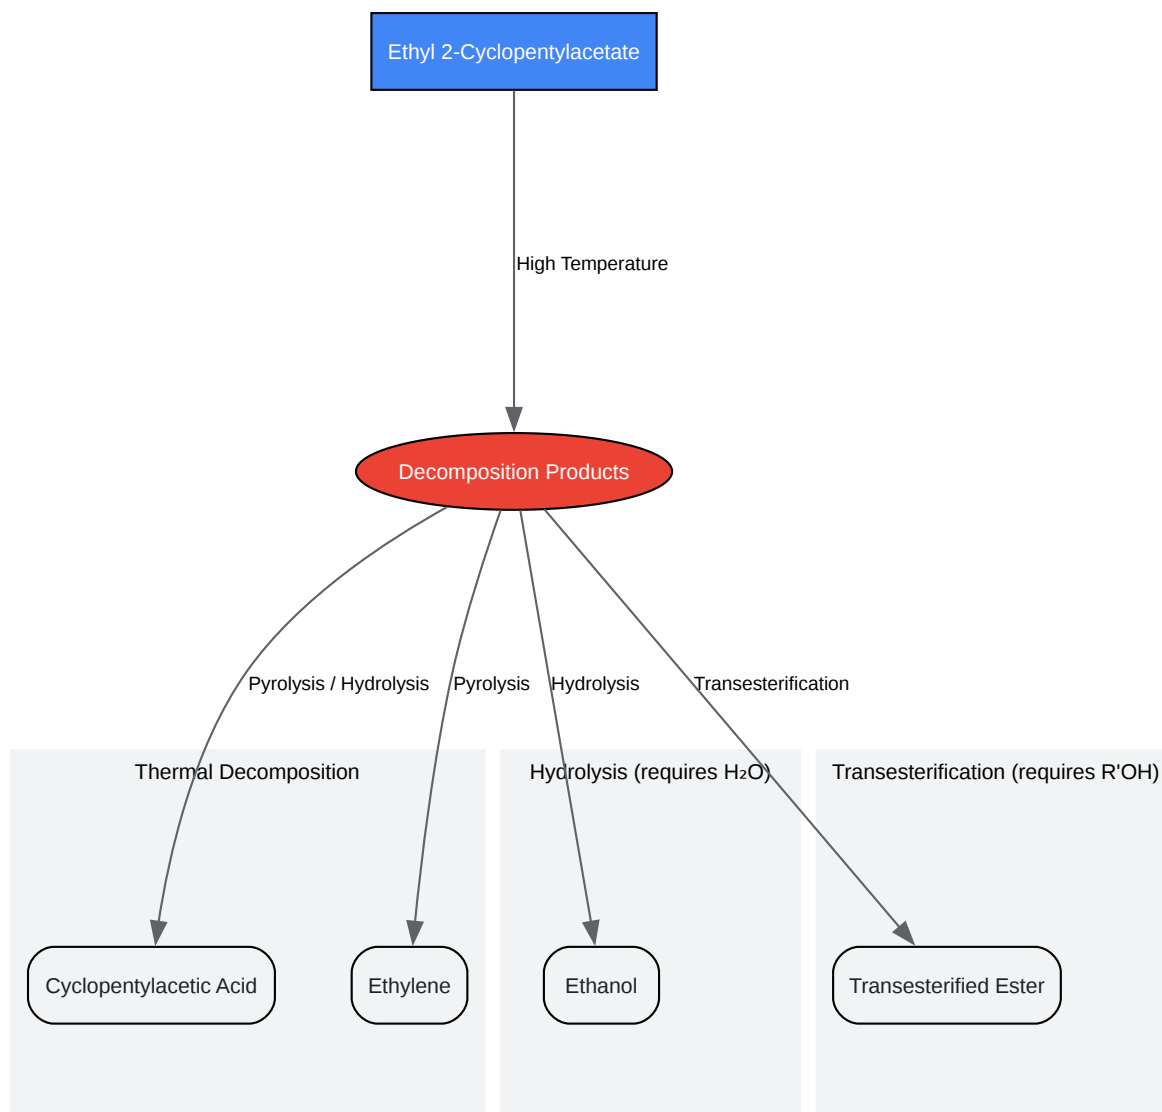 Ethyl 2-Cyclopentylacetate
High Temperature
Decomposition Products
Pyrolysis / Hydrolysis
Pyrolysis
Hydrolysis
Transesterification
Thermal Decomposition
Hydrolysis (requires H₂O)
Transesterification (requires R'OH)
Cyclopentylacetic Acid
Ethylene
Ethanol
Transesterified Ester